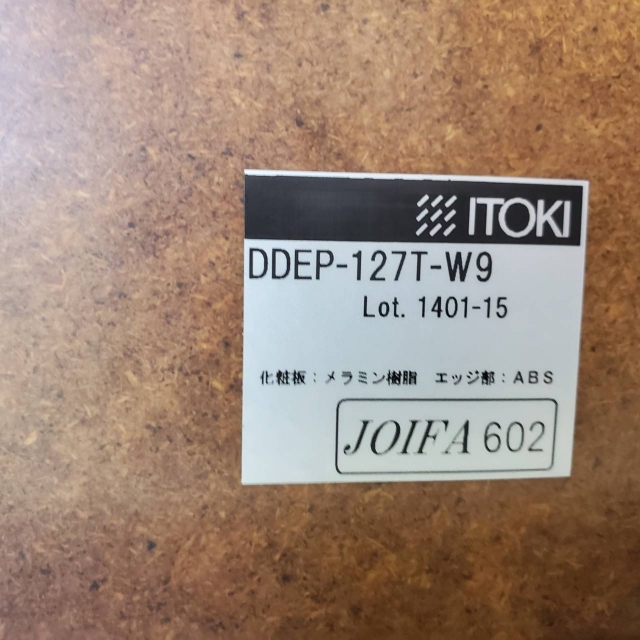 ITOKI
DDEP-127T-W9
Lot. 1401-15
化粧板：メラミン樹脂 エッジ部：ABS
JOIFA 602